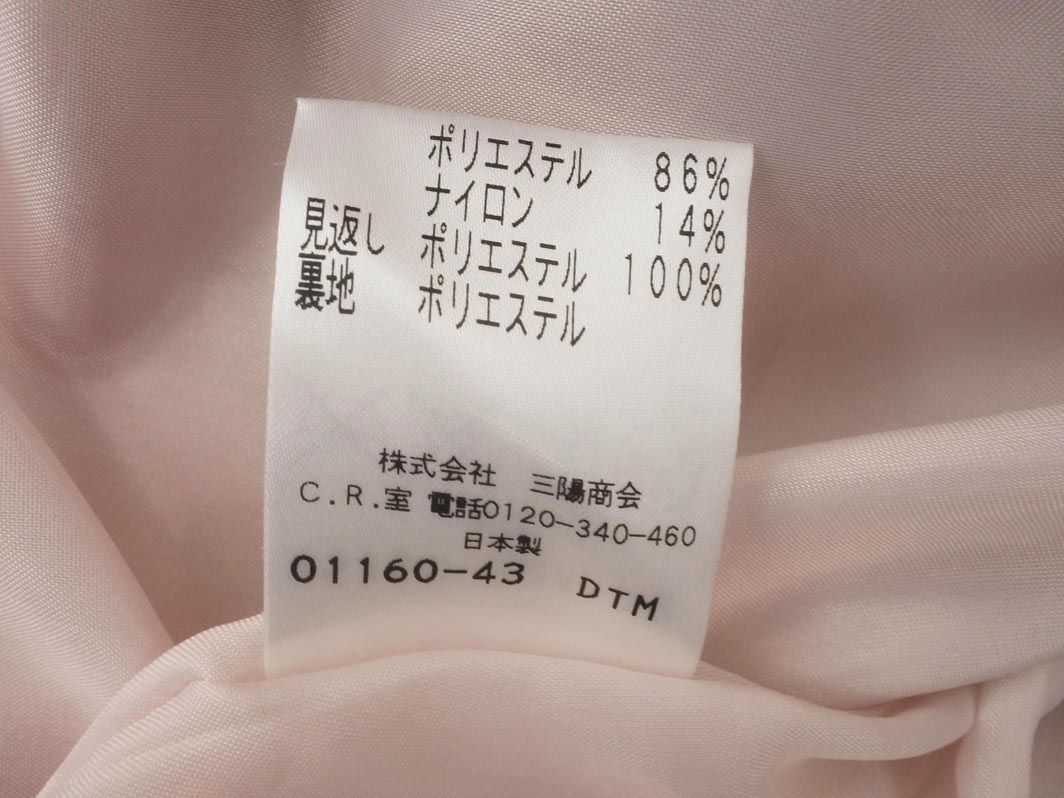 ポリエステル 86%
ナイロン 14%
見返し ポリエステル 100%
裏地 ポリエステル
株式会社 三陽商会
C.R.室 電話0120-340-460
日本製
01160-43 DTM